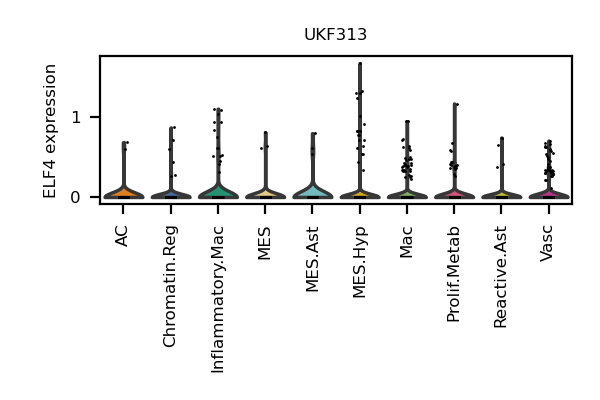 UKF313
ELF4 expression
1
0
AC
Chromatin.Reg
Inflammatory.Mac
MES
MES.Ast
MES.Hyp
Mac
Prolif.Metab
Reactive.Ast
Vasc